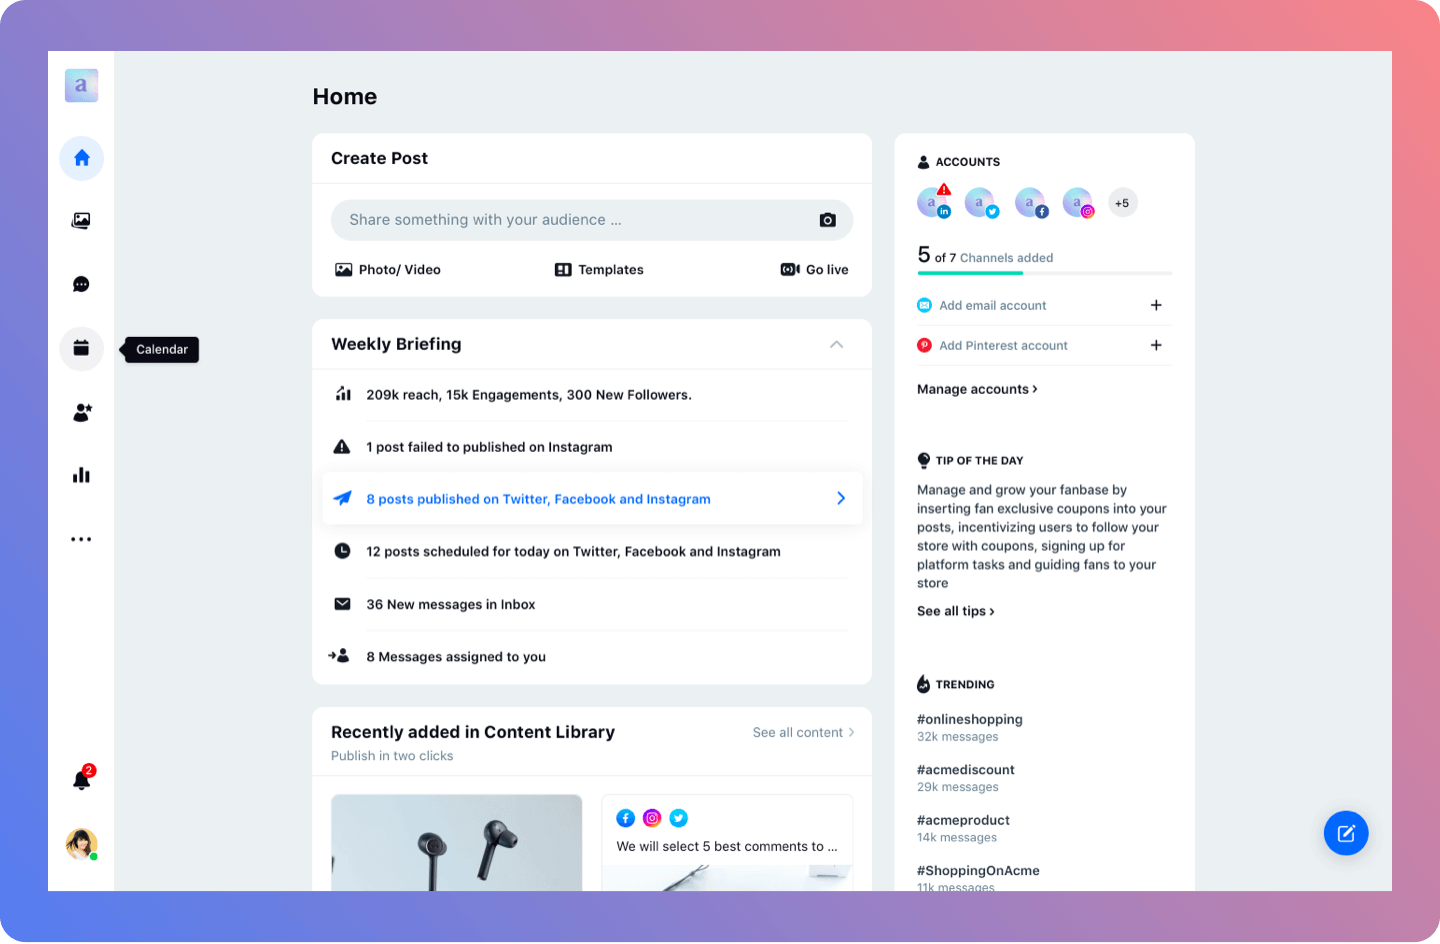 a
Calendar
2
Home
Create Post
Share something with your audience ...
Photo/ Video
Templates
Go live
Weekly Briefing
209k reach, 15k Engagements, 300 New Followers.
1 post failed to published on Instagram
8 posts published on Twitter, Facebook and Instagram
12 posts scheduled for today on Twitter, Facebook and Instagram
36 New messages in Inbox
8 Messages assigned to you
Recently added in Content Library
See all content
Publish in two clicks
We will select 5 best comments to ...
ACCOUNTS
a
in
a
a
a
+5
5 of 7 Channels added
Add email account
Add Pinterest account
Manage accounts
TIP OF THE DAY
Manage and grow your fanbase by
inserting fan exclusive coupons into your
posts, incentivizing users to follow your
store with coupons, signing up for
platform tasks and guiding fans to your
store
See all tips
TRENDING
#onlineshopping
32k messages
#acmediscount
29k messages
#acmeproduct
14k messages
#ShoppingOnAcme
11k messages